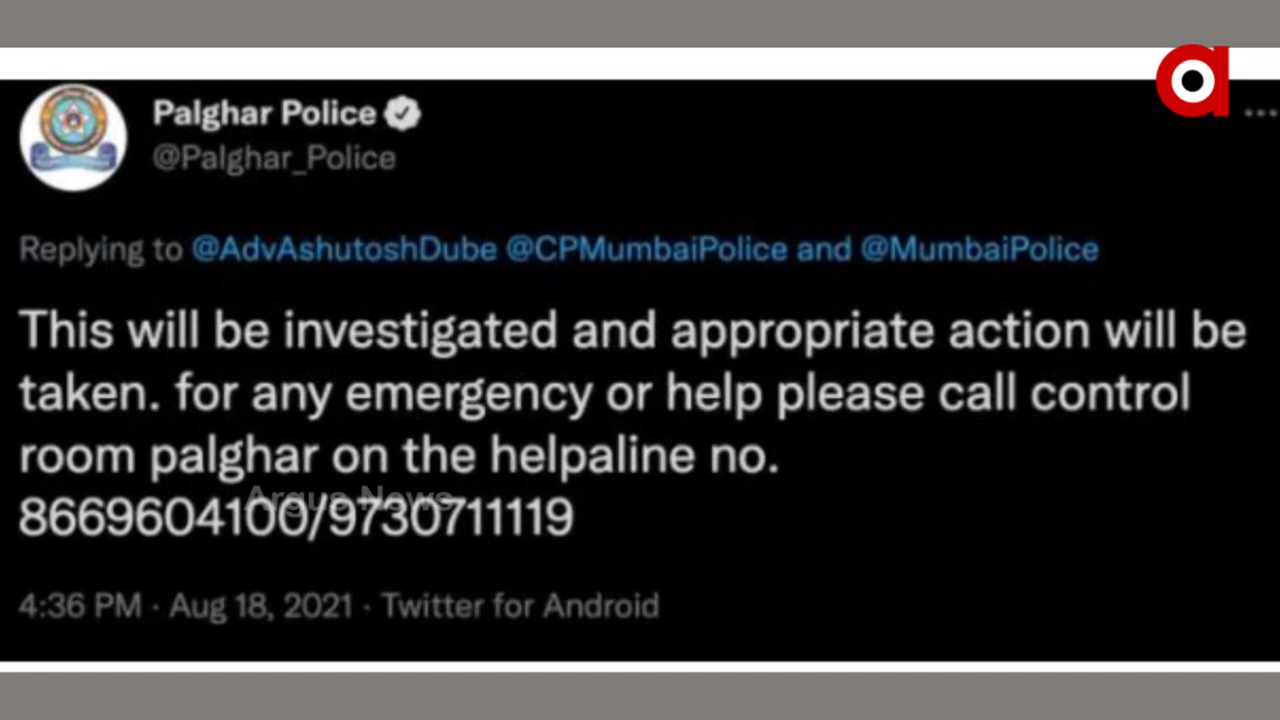 Palghar Police
@Palghar_Police
Replying to @AdvAshutoshDube @CPMumbaiPolice and @MumbaiPolice
This will be investigated and appropriate action will be
taken. for any emergency or help please call control
room palghar on the helpaline no.
Argus News
8669604100/9730711119
4:36 PM · Aug 18, 2021 · Twitter for Android